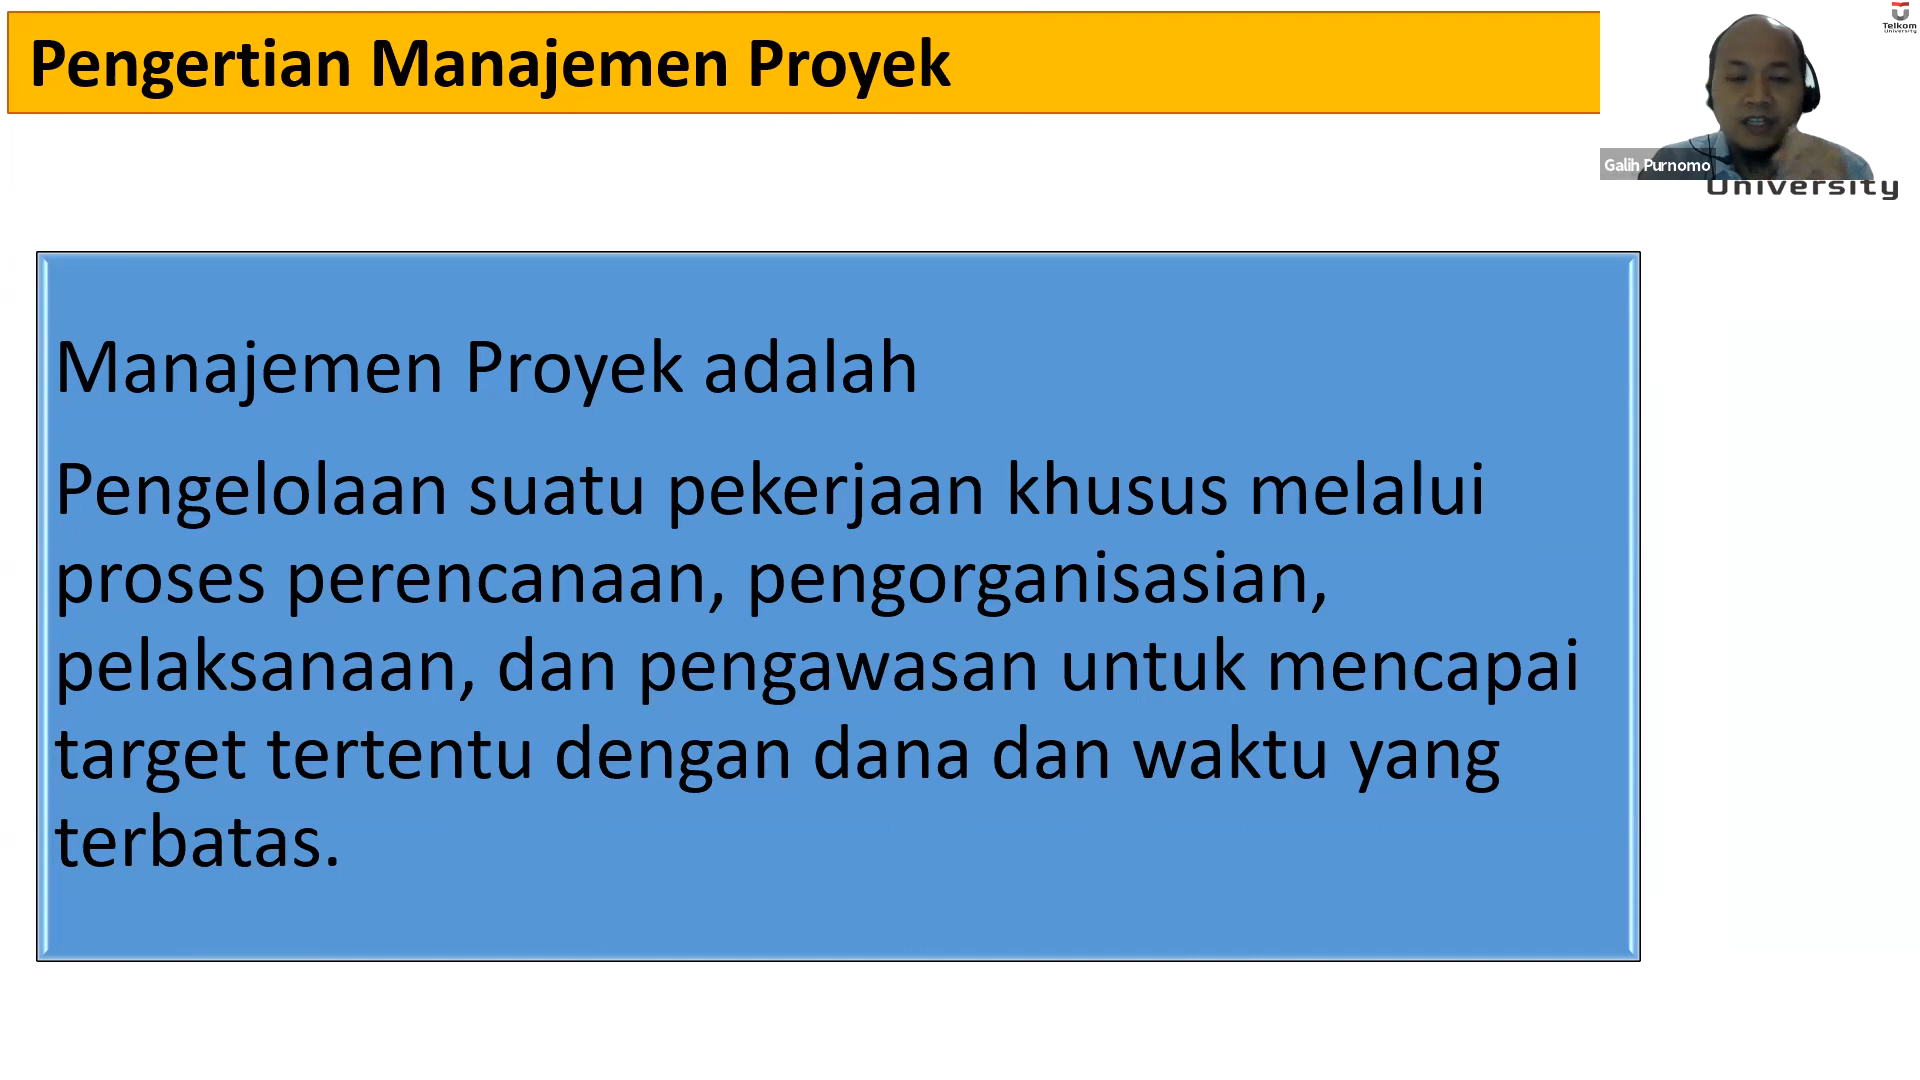 Pengertian Manajemen Proyek
Telkom
University
Galih Purnomo
University
Manajemen Proyek adalah
Pengelolaan suatu pekerjaan khusus melalui
proses perencanaan, pengorganisasian,
pelaksanaan, dan pengawasan untuk mencapai
target tertentu dengan dana dan waktu yang
terbatas.